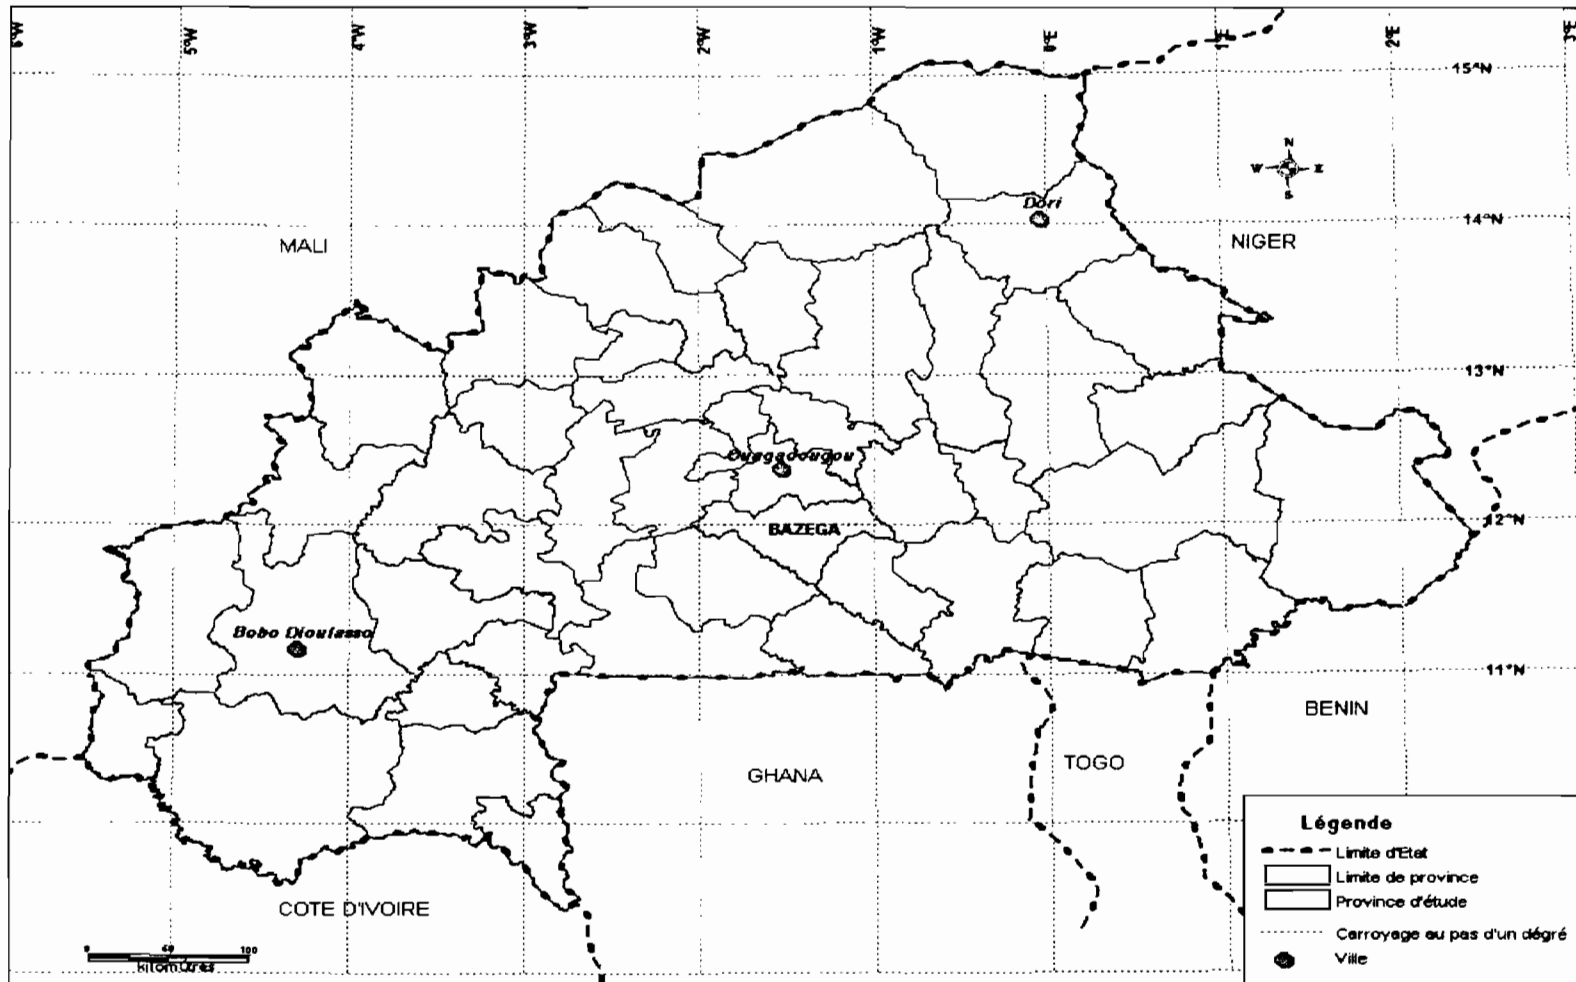 6°W
5°W
4°W
3°W
2°W
1°W
0°E
1°E
2°E
3°E
15°N
N
W E
S
Dori
14°N
MALI
NIGER
13°N
Ouagadougou
BAZEGA
12°N
Bobo Dioulasso
11°N
BENIN
TOGO
GHANA
COTE D'IVOIRE
0 50 100
kilomÙtres
Légende
Limite d'Etat
Limite de province
Province d'étude
Carroyage au pas d'un dégré
Ville